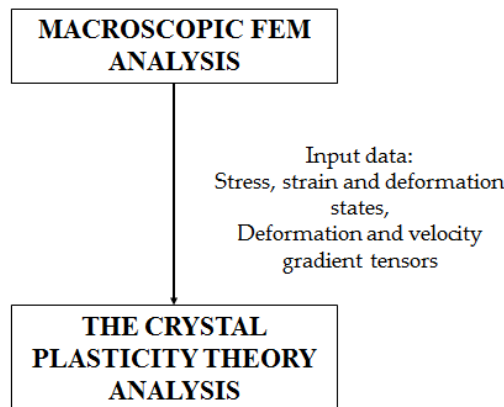 MACROSCOPIC FEM
ANALYSIS
Input data:
Stress, strain and deformation
states,
Deformation and velocity
gradient tensors
THE CRYSTAL
PLASTICITY THEORY
ANALYSIS